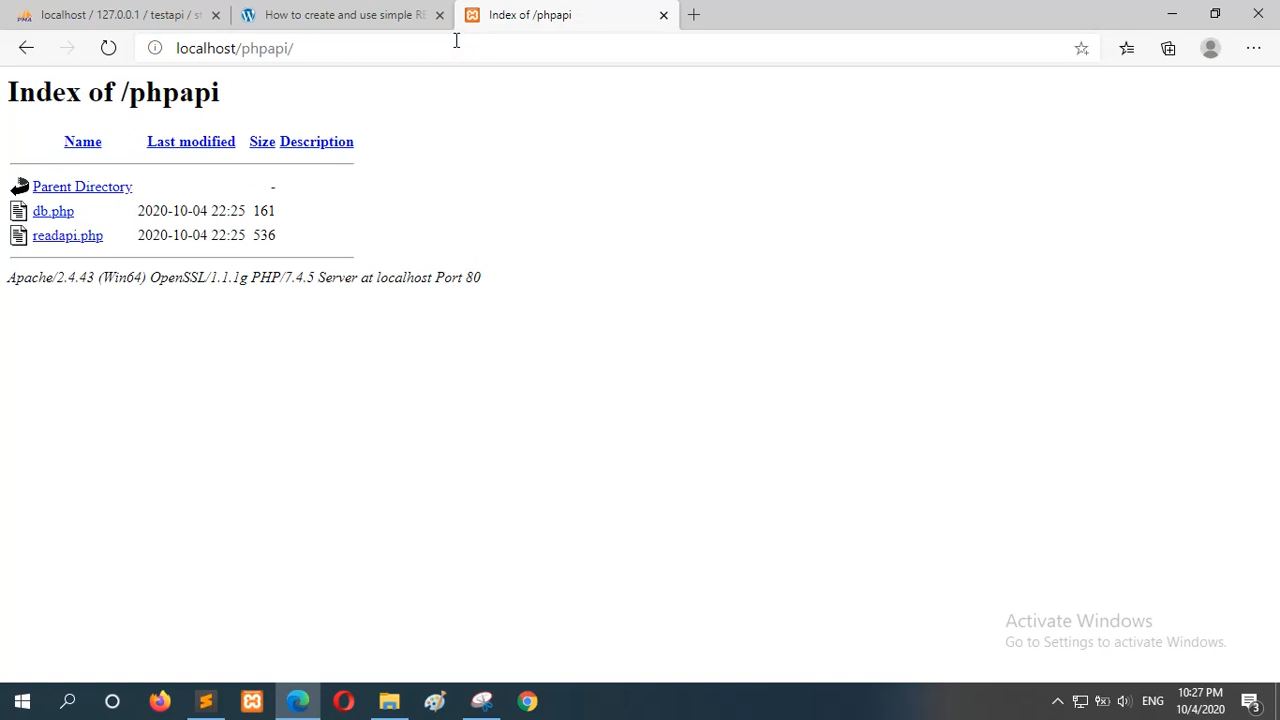 localhost / 127.0.0.1 / testapi / st
How to create and use simple RE
Index of /phpapi
localhost/phpapi/
Index of /phpapi
Name Last modified Size Description
Parent Directory -
db.php 2020-10-04 22:25 161
readapi.php 2020-10-04 22:25 536
Apache/2.4.43 (Win64) OpenSSL/1.1.1g PHP/7.4.5 Server at localhost Port 80
Activate Windows
Go to Settings to activate Windows.
ENG
10:27 PM
10/4/2020
3